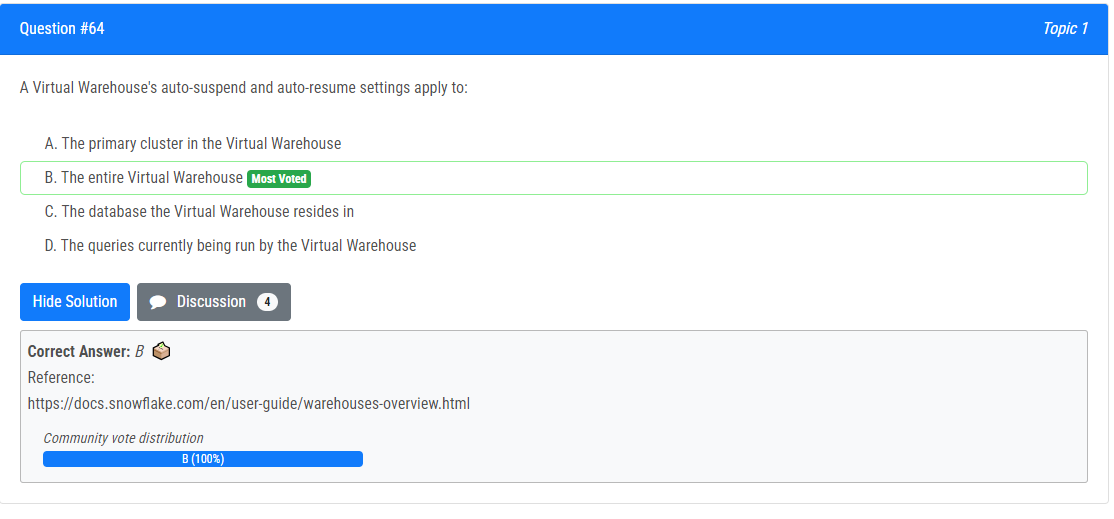 Question #64 Topic 1
A Virtual Warehouse's auto-suspend and auto-resume settings apply to:
A. The primary cluster in the Virtual Warehouse
B. The entire Virtual Warehouse Most Voted
C. The database the Virtual Warehouse resides in
D. The queries currently being run by the Virtual Warehouse
Hide Solution Discussion 4
Correct Answer: B
Reference:
https://docs.snowflake.com/en/user-guide/warehouses-overview.html
Community vote distribution
B (100%)